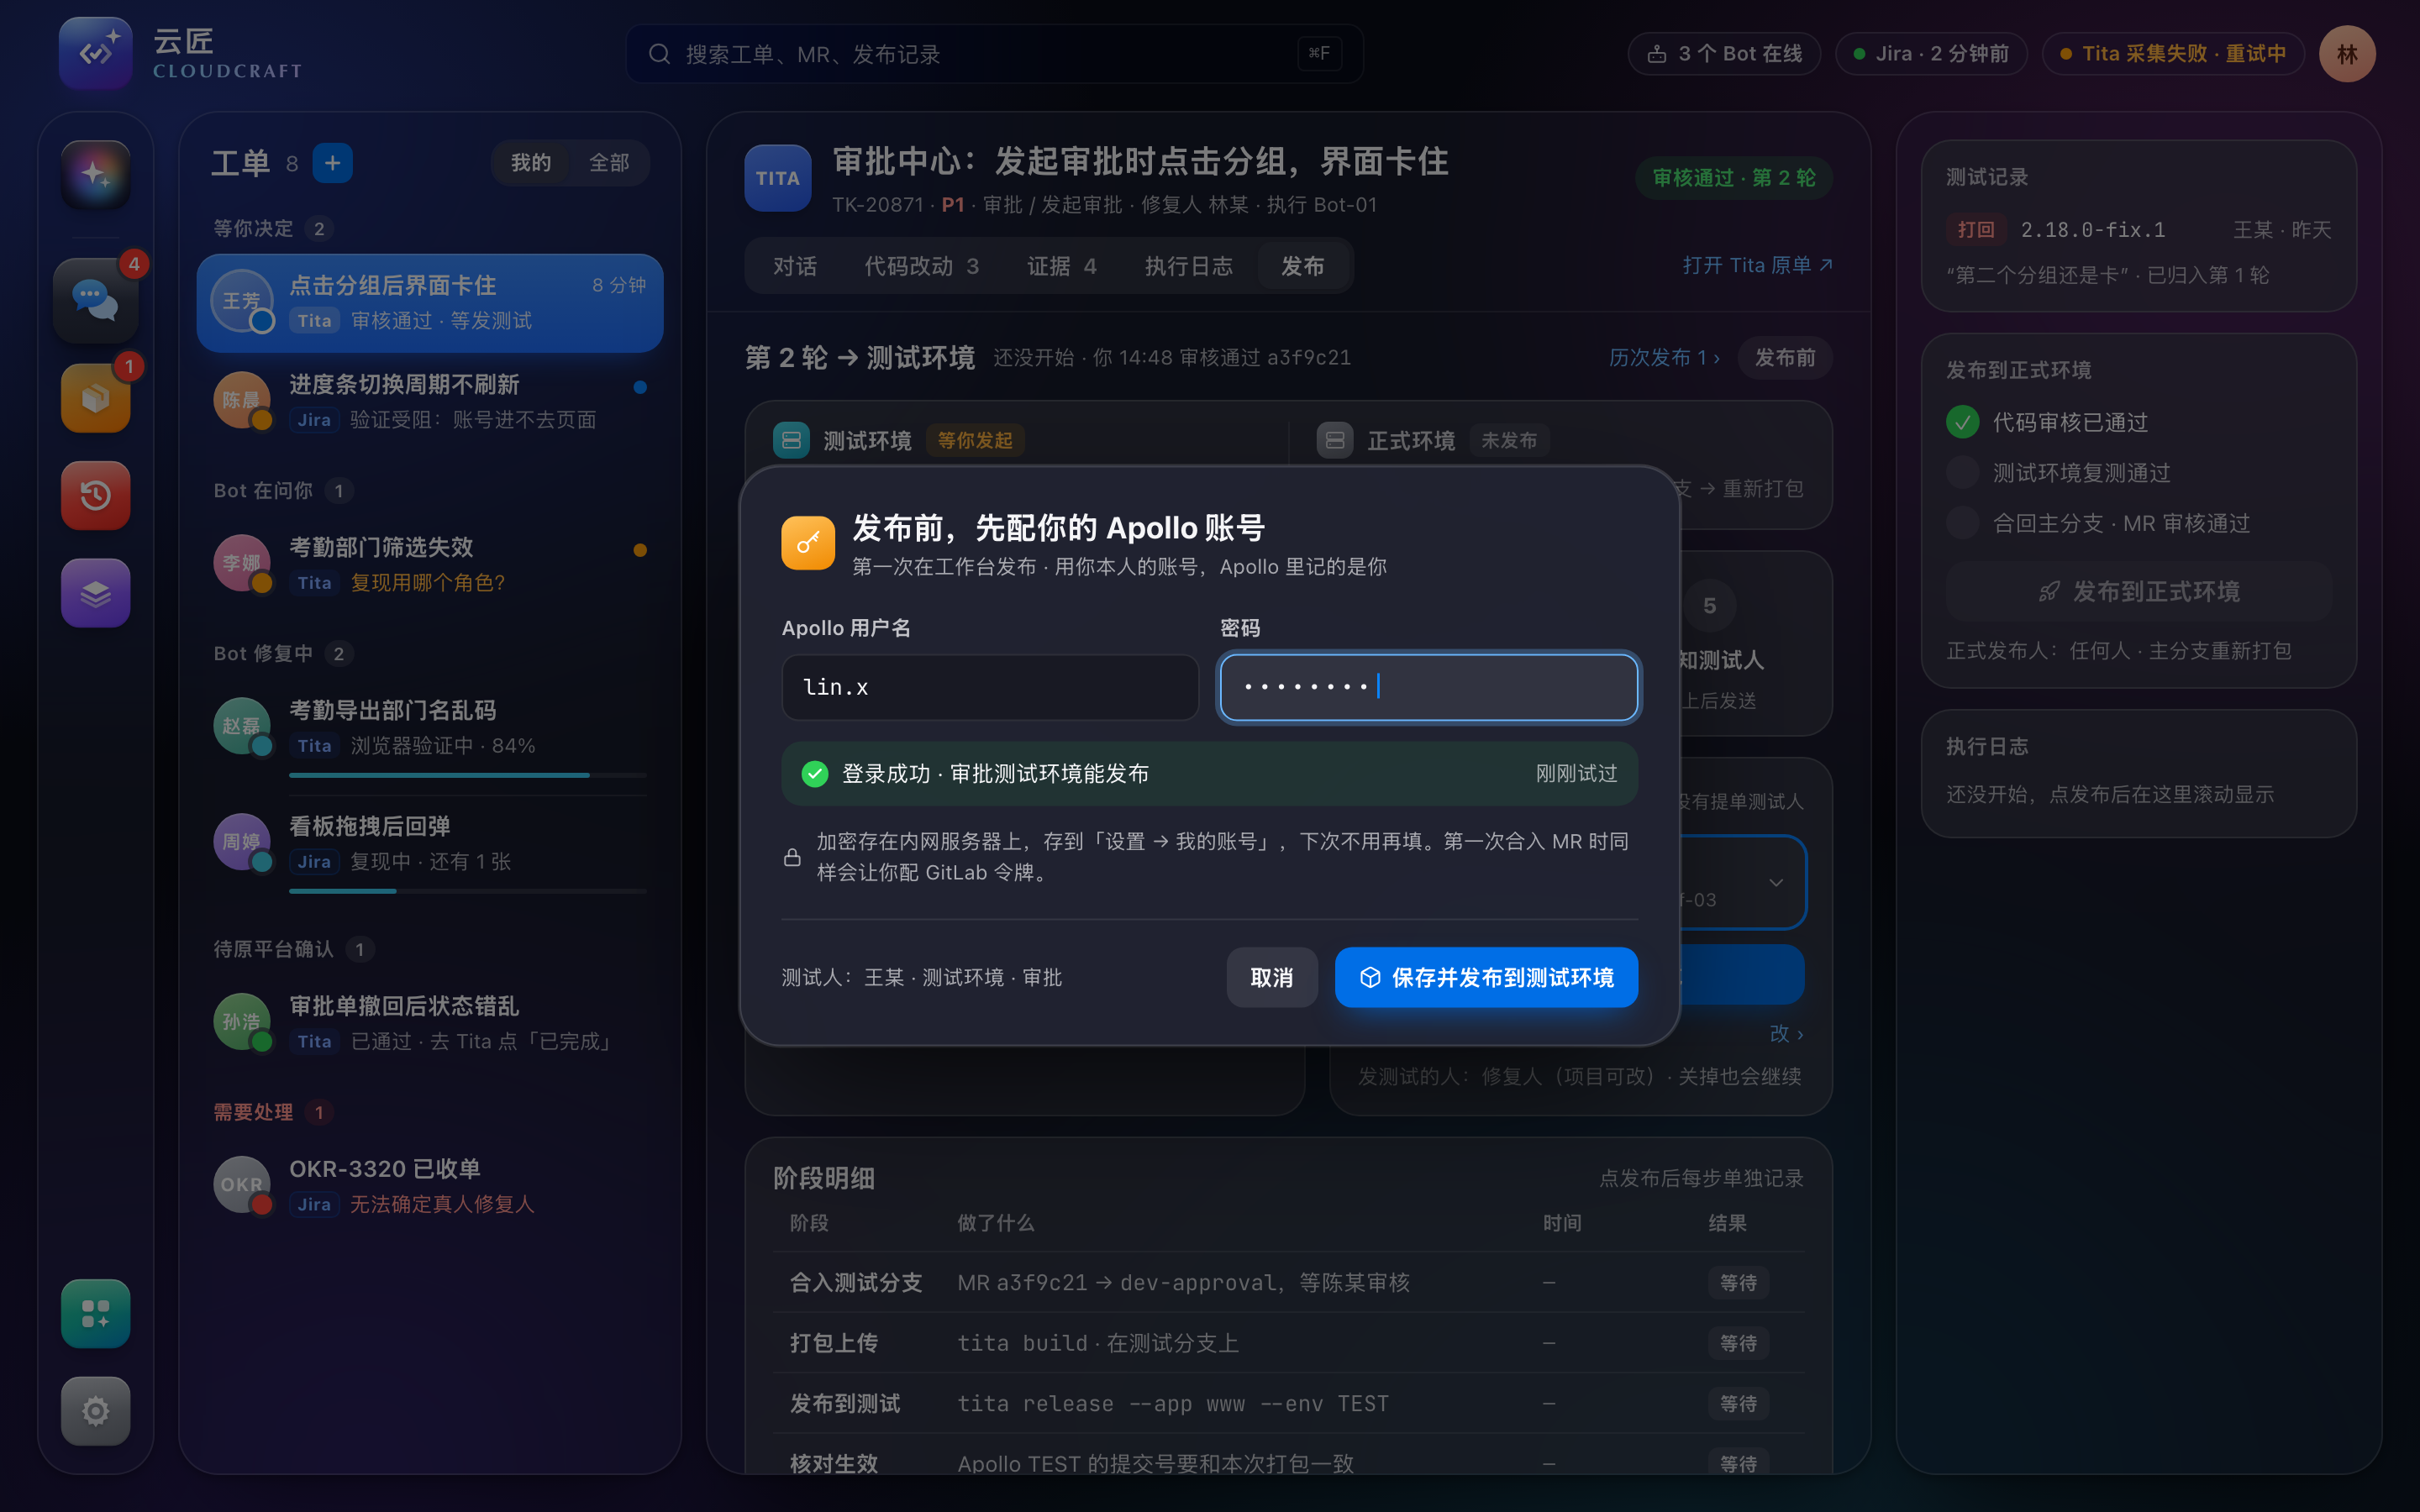 云匠
CLOUDCRAFT
搜索工单、MR、发布记录
⌘F
3 个 Bot 在线
Jira · 2 分钟前
Tita 采集失败 · 重试中
林
4
1
工单 8
我的 全部
等你决定 2
王芳
点击分组后界面卡住
8 分钟
Tita 审核通过 · 等发测试
陈晨
进度条切换周期不刷新
Jira 验证受阻：账号进不去页面
Bot 在问你 1
李娜
考勤部门筛选失效
Tita 复现用哪个角色？
Bot 修复中 2
赵磊
考勤导出部门名乱码
Tita 浏览器验证中 · 84%
周婷
看板拖拽后回弹
Jira 复现中 · 还有 1 张
待原平台确认 1
孙浩
审批单撤回后状态错乱
Tita 已通过 · 去 Tita 点「已完成」
需要处理 1
OKR
OKR-3320 已收单
Jira 无法确定真人修复人
TITA
审批中心：发起审批时点击分组，界面卡住
TK-20871 · P1 · 审批 / 发起审批 · 修复人 林某 · 执行 Bot-01
审核通过 · 第 2 轮
对话 代码改动 3 证据 4 执行日志 发布
打开 Tita 原单 ↗
第 2 轮 → 测试环境 还没开始 · 你 14:48 审核通过 a3f9c21
历次发布 1 ›
发布前
测试环境 等你发起
正式环境 未发布
支 → 重新打包
5
知测试人
上后发送
没有提单测试人
f-03
改 ›
发测试的人：修复人（项目可改）· 关掉也会继续
发布前，先配你的 Apollo 账号
第一次在工作台发布 · 用你本人的账号，Apollo 里记的是你
Apollo 用户名
密码
lin.x
••••••••
登录成功 · 审批测试环境能发布
刚刚试过
加密存在内网服务器上，存到「设置 → 我的账号」，下次不用再填。第一次合入 MR 时同
样会让你配 GitLab 令牌。
测试人：王某 · 测试环境 · 审批
取消
保存并发布到测试环境
阶段明细
点发布后每步单独记录
阶段 做了什么 时间 结果
合入测试分支 MR a3f9c21 → dev-approval，等陈某审核 — 等待
打包上传 tita build · 在测试分支上 — 等待
发布到测试 tita release --app www --env TEST — 等待
核对生效 Apollo TEST 的提交号要和本次打包一致 — 等待
测试记录
打回 2.18.0-fix.1 王某 · 昨天
“第二个分组还是卡” · 已归入第 1 轮
发布到正式环境
代码审核已通过
测试环境复测通过
合回主分支 · MR 审核通过
发布到正式环境
正式发布人：任何人 · 主分支重新打包
执行日志
还没开始，点发布后在这里滚动显示